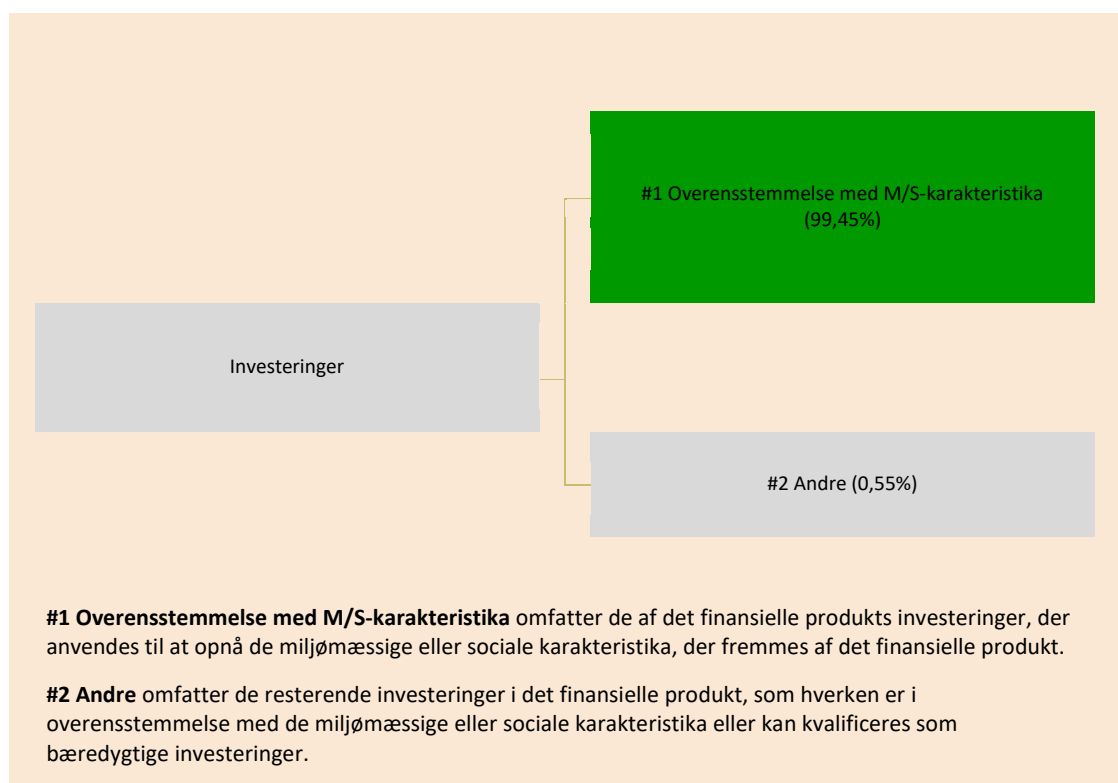 #1 Overensstemmelse med M/S-karakteristika
(99,45%)
Investeringer
#2 Andre (0,55%)
#1 Overensstemmelse med M/S-karakteristika omfatter de af det finansielle produkts investeringer, der
anvendes til at opnå de miljømæssige eller sociale karakteristika, der fremmes af det finansielle produkt.
#2 Andre omfatter de resterende investeringer i det finansielle produkt, som hverken er i
overensstemmelse med de miljømæssige eller sociale karakteristika eller kan kvalificeres som
bæredygtige investeringer.